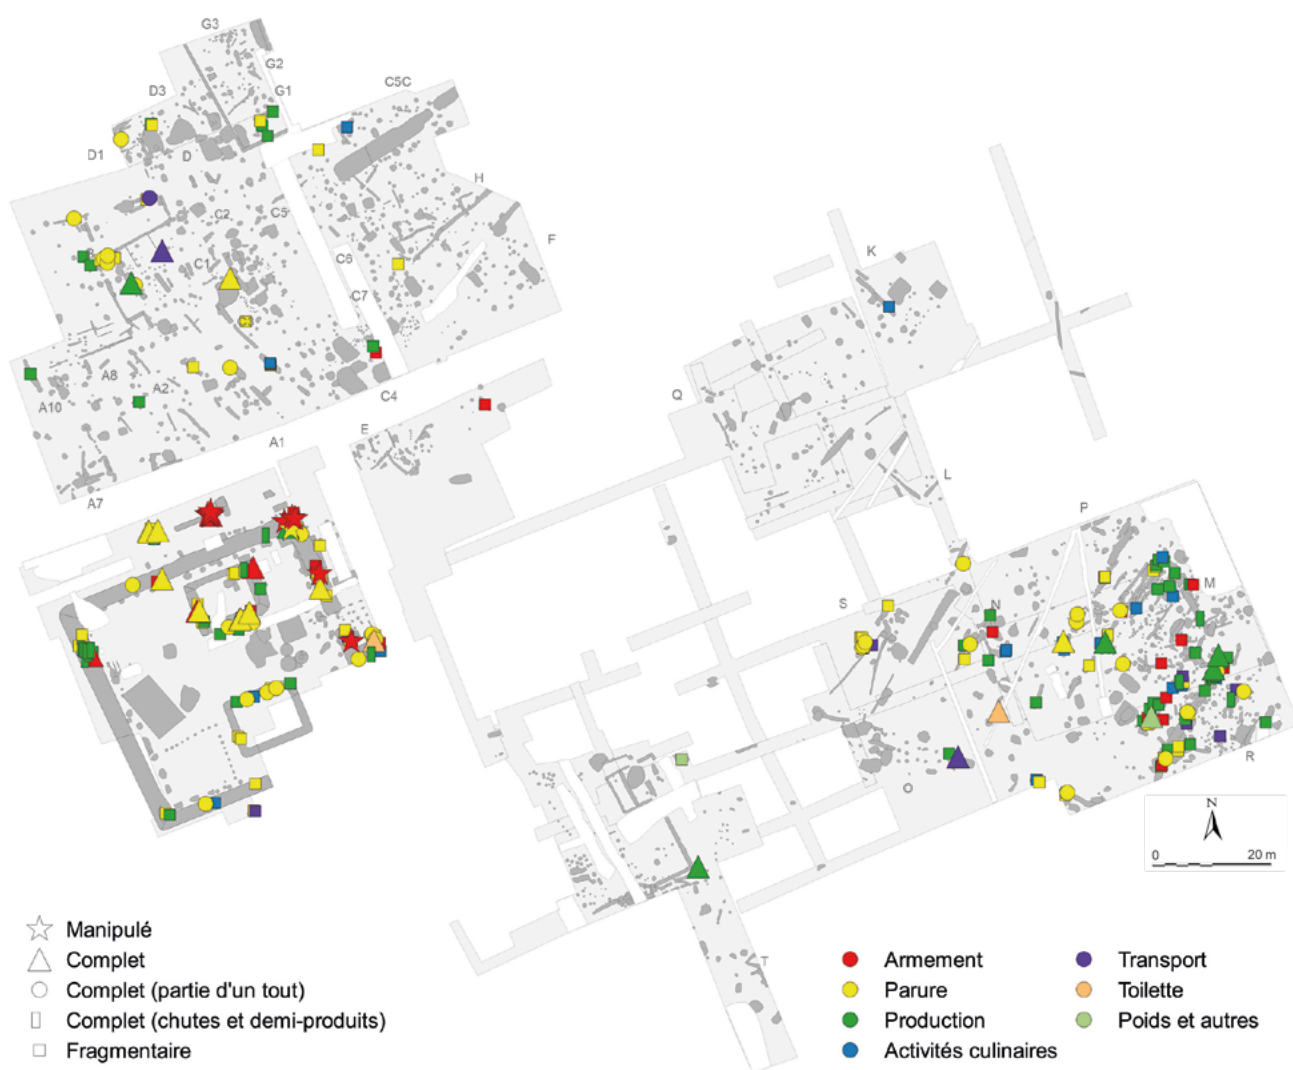 G3
G2
C5C
D3
G1
D1
D
H
C2
C5
F
B
C1
C6
K
C7
A8
A2
A10
C4
Q
E
A1
L
A7
P
M
S
N
R
O
N
0 20 m
T
Manipulé
Complet
Complet (partie d'un tout)
Complet (chutes et demi-produits)
Fragmentaire
Armement
Parure
Production
Activités culinaires
Transport
Toilette
Poids et autres